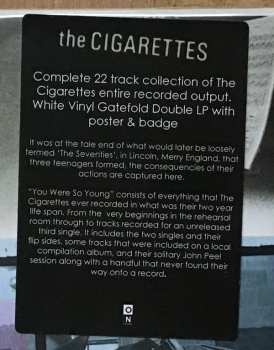 the CIGARETTES
Complete 22 track collection of The
Cigarettes entire recorded output.
White Vinyl Gatefold Double LP with
poster & badge
It was at the tale end of what would later be loosely
termed 'The Seventies', in Lincoln, Merry England, that
three teenagers formed, the consequencies of their
actions are captured here.
"You Were So Young" consists of everything that The
Cigarettes ever recorded in what was their two year
life span. From the very beginnings in the rehearsal
room through to tracks recorded for an unreleased
third single. It includes the two singles and their
flip sides, some tracks that were included on a local
compilation album, and their solitary John Peel
session along with a handful that never found their
way onto a record.
O
N